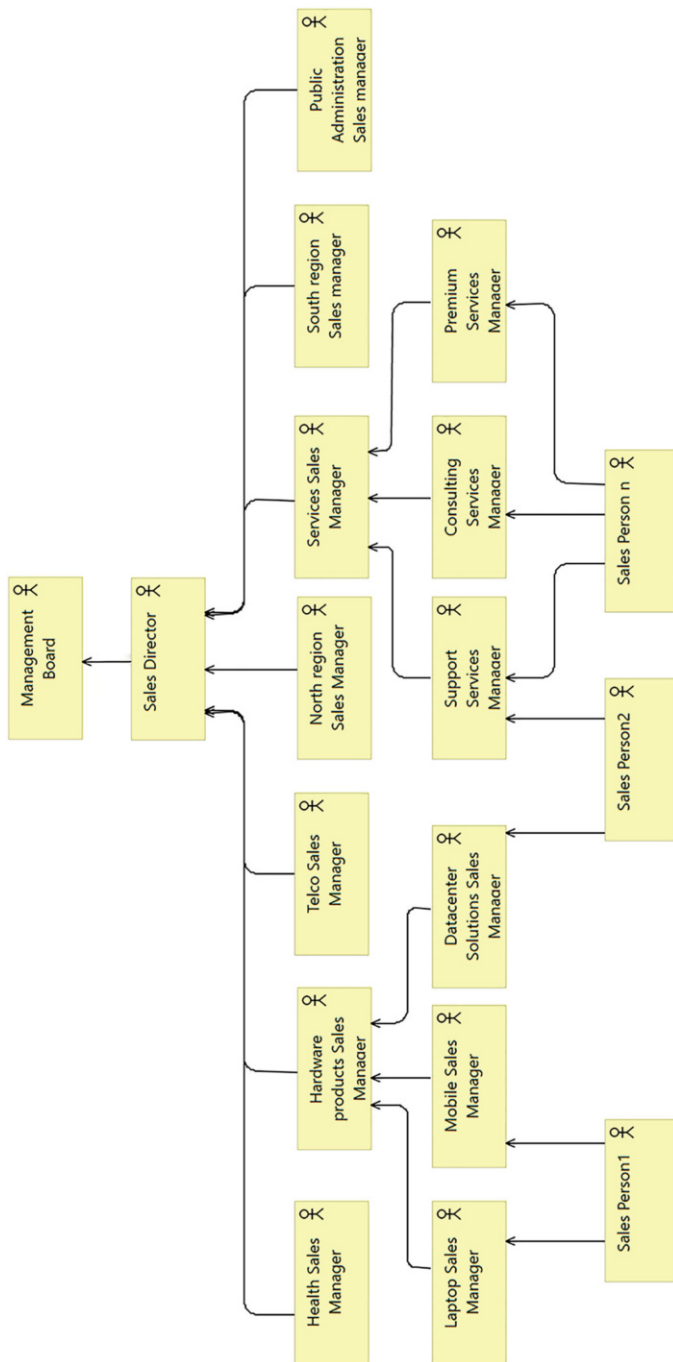 Management
Board
Sales Director
Health Sales
Manager
Hardware
products Sales
Manager
Telco Sales
Manager
North region
Sales Manager
Services Sales
Manager
South region
Sales manager
Public
Administration
Sales manager
Laptop Sales
Manager
Mobile Sales
Manager
Datacenter
Solutions Sales
Manager
Support
Services
Manager
Consulting
Services
Manager
Premium
Services
Manager
Sales Person1
Sales Person2
Sales Person n